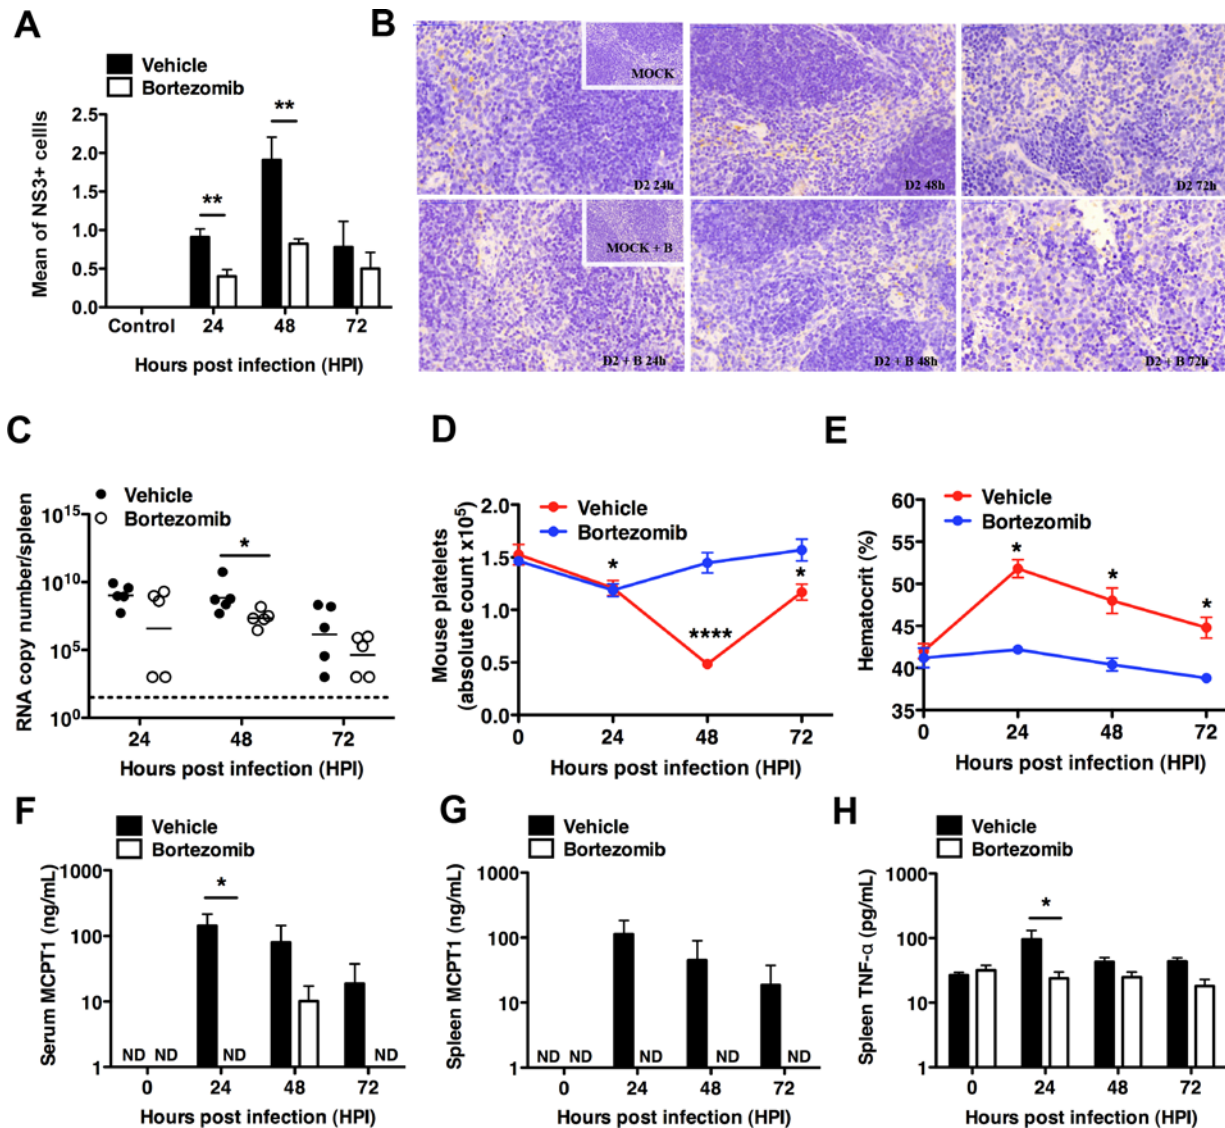 A
Vehicle
Bortezomib
Mean of NS3+ cellls
2.5
2.0
1.5
1.0
0.5
0.0
**
**
Control
24
48
72
Hours post infection (HPI)
B
MOCK
D2 24h
D2 48h
D2 72h
MOCK + B
D2 + B 24h
D2 + B 48h
D2 + B 72h
C
Vehicle
Bortezomib
RNA copy number/spleen
10^15
10^10
10^5
10^0
*
24
48
72
Hours post infection (HPI)
D
Vehicle
Bortezomib
Mouse platelets
(absolute count x10^5)
2.0
1.5
1.0
0.5
0.0
*
****
*
0
24
48
72
Hours post infection (HPI)
E
Vehicle
Bortezomib
Hematocrit (%)
60
55
50
45
40
35
*
*
*
0
24
48
72
Hours post infection (HPI)
F
Vehicle
Bortezomib
Serum MCPT1 (ng/mL)
1000
100
10
1
*
ND ND
ND
ND
0
24
48
72
Hours post infection (HPI)
G
Vehicle
Bortezomib
Spleen MCPT1 (ng/mL)
1000
100
10
1
ND ND
ND
ND
ND
0
24
48
72
Hours post infection (HPI)
H
Vehicle
Bortezomib
Spleen TNF-α (pg/mL)
1000
100
10
1
*
0
24
48
72
Hours post infection (HPI)